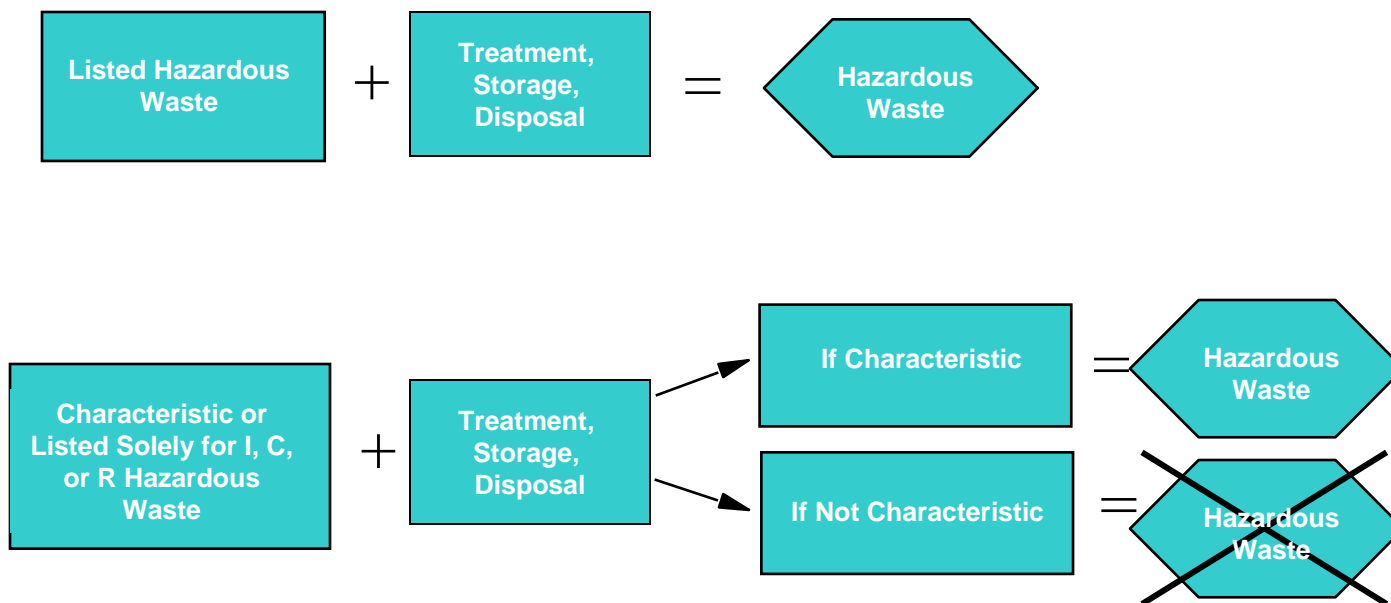 Listed Hazardous
Waste
+
Treatment,
Storage,
Disposal
=
Hazardous
Waste
Characteristic or
Listed Solely for I, C,
or R Hazardous
Waste
+
Treatment,
Storage,
Disposal
If Characteristic
=
Hazardous
Waste
If Not Characteristic
=
Hazardous
Waste